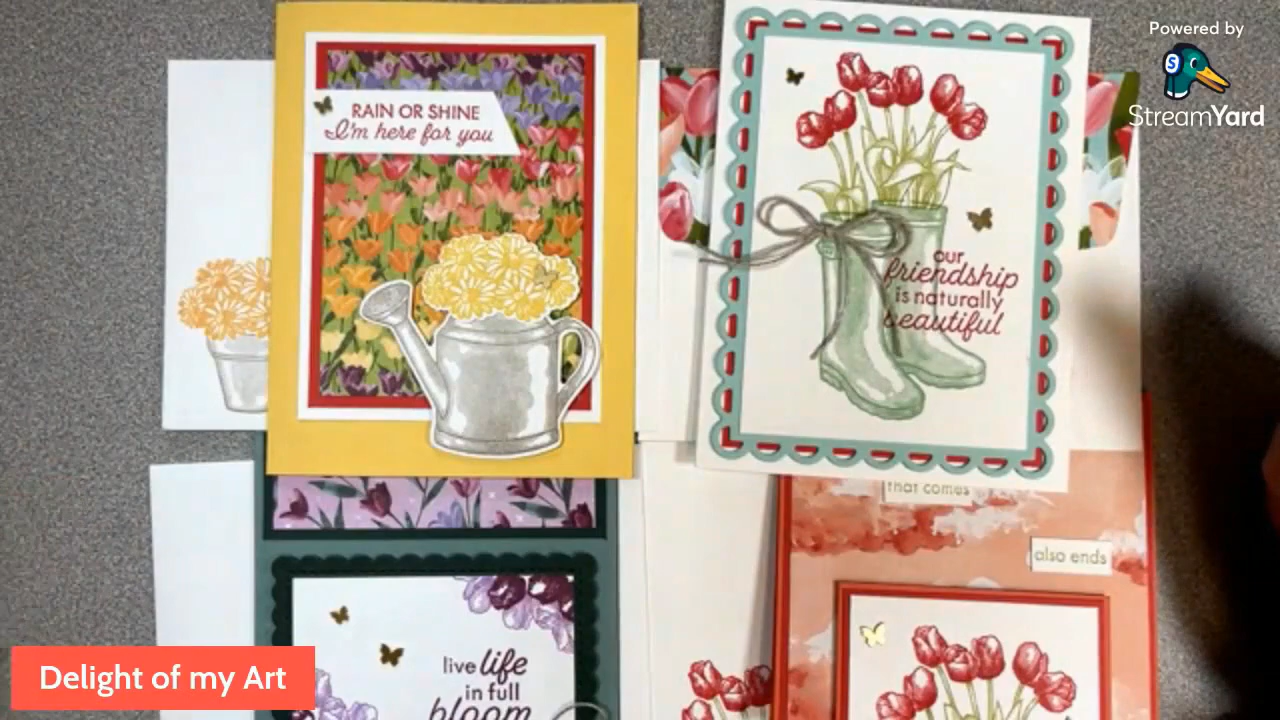 Powered by
StreamYard
RAIN OR SHINE
I'm here for you
our
friendship
is naturally
beautiful
that comes
also ends
live life
in full
bloom
Delight of my Art